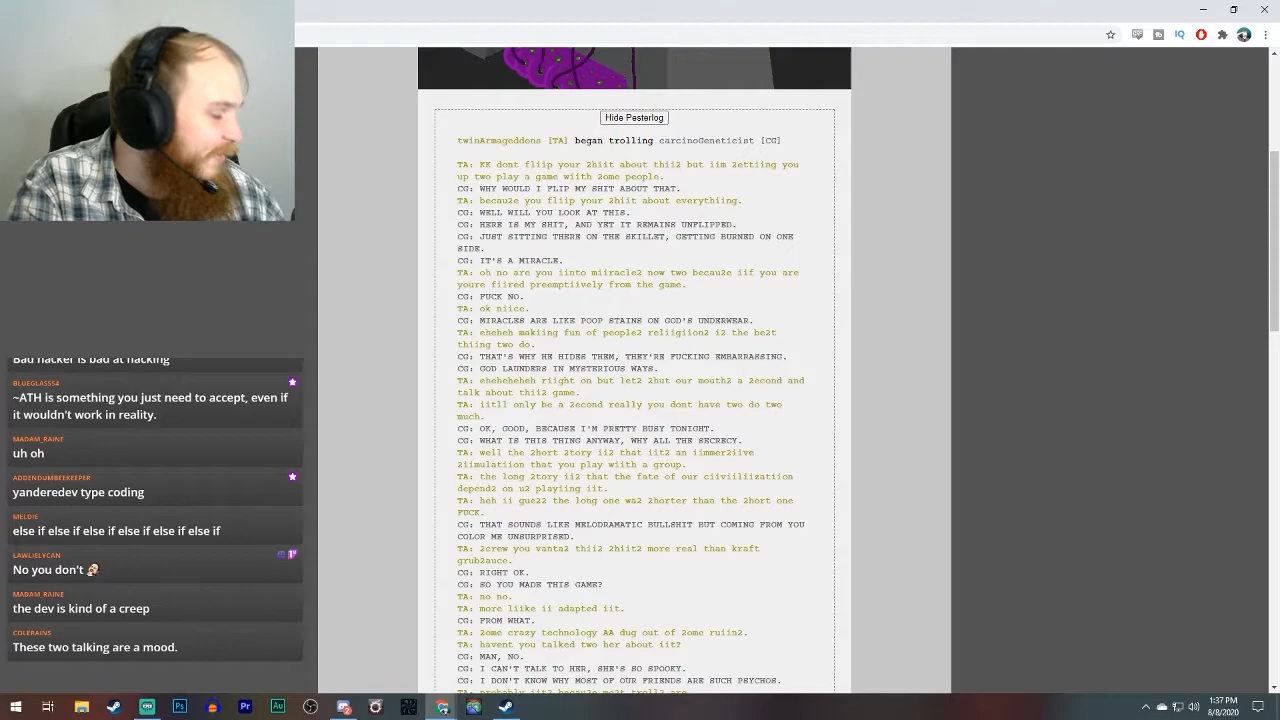 Hide Pesterlog
twinArmageddons [TA] began trolling carcinoGeneticist [CG]
TA: KK dont fliip your 2hiit about thii2 but iim 2ettiing you
up two play a game wiith 2ome people.
CG: WHY WOULD I FLIP MY SHIT ABOUT THAT.
TA: becau2e you fliip your 2hiit about everythiing.
CG: WELL WILL YOU LOOK AT THIS.
CG: HERE IS MY SHIT, AND YET IT REMAINS UNFLIPPED.
CG: JUST SITTING THERE ON THE SKILLET, GETTING BURNED ON ONE
SIDE.
CG: IT'S A MIRACLE.
TA: oh no are you iinto miiracle2 now two becau2e iif you are
youre fiired preemptiively from the game.
CG: FUCK NO.
TA: ok niice.
CG: MIRACLES ARE LIKE POOP STAINS ON GOD'S UNDERWEAR.
TA: eheheh makiing fun of people2 reliigiion2 i2 the be2t
thiing two do.
CG: THAT'S WHY HE HIDES THEM, THEY'RE FUCKING EMBARRASSING.
CG: GOD LAUNDERS IN MYSTERIOUS WAYS.
TA: eheheheheh riight on but let2 2hut our mouth2 a 2econd and
talk about thii2 game.
TA: iitll only be a 2econd really you dont have two do two
much.
CG: OK, GOOD, BECAUSE I'M PRETTY BUSY TONIGHT.
CG: WHAT IS THIS THING ANYWAY, WHY ALL THE SECRECY.
TA: well the 2hort 2tory ii2 that iit2 an iimmer2iive
2iimulatiion that you play wiith a group.
TA: the long 2tory ii2 that the fate of our ciiviiliizatiion
depend2 on u2 playiing iit.
TA: heh ii gue22 the long one wa2 2horter than the 2hort one
FUCK.
CG: THAT SOUNDS LIKE MELODRAMATIC BULLSHIT BUT COMING FROM YOU
COLOR ME UNSURPRISED.
TA: 2crew you vanta2 thii2 2hiit2 more real than kraft
grub2auce.
CG: RIGHT OK.
CG: SO YOU MADE THIS GAME?
TA: no no.
TA: more liike ii adapted iit.
CG: FROM WHAT.
TA: 2ome crazy technology AA dug out of 2ome ruiin2.
TA: havent you talked two her about iit?
CG: MAN, NO.
CG: I CAN'T TALK TO HER, SHE'S SO SPOOKY.
CG: I DON'T KNOW WHY MOST OF OUR FRIENDS ARE SUCH PSYCHOS.
TA: probably iit2 becau2e mo2t troll2 are
Bad hacker is bad at hacking
BLUEGLASS54
~ATH is something you just need to accept, even if
it wouldn't work in reality.
MADAM_RAINE
uh oh
ADDENDUMBEEKEEPER
yanderedev type coding
MELDIE
else if else if else if else if else if else if
LAWLIELYCAN
No you don't
MADAM_RAINE
the dev is kind of a creep
COLERAINS
These two talking are a mood.
1:37 PM
8/8/2020